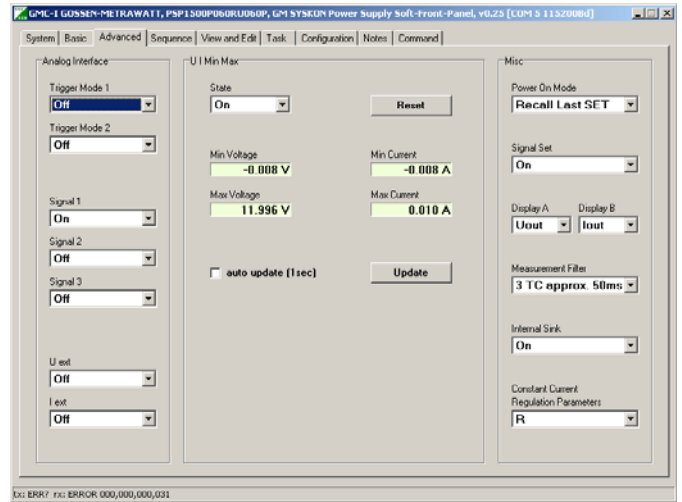 GMC-I GOSSEN-METRAWATT, PSP1500P060RU060P, GM SYSKON Power Supply Soft-Front-Panel, v0.25 [COM 5 115200Bd]
System Basic Advanced Sequence View and Edit Task Configuration Notes Command
Analog Interface
Trigger Mode 1
Off
Trigger Mode 2
Off
Signal 1
On
Signal 2
Off
Signal 3
Off
U ext
Off
I ext
Off
U I Min Max
State
On
Reset
Min Voltage Min Current
-0.008 V -0.008 A
Max Voltage Max Current
11.996 V 0.010 A
auto update (1sec) Update
Misc
Power On Mode
Recall Last SET
Signal Set
On
Display A Display B
Uout Iout
Measurement Filter
3 TC approx. 50ms
Internal Sink
On
Constant Current
Regulation Parameters
R
tx: ERR? rx: ERROR 000,000,000,031